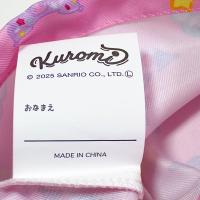 Kuromi
© 2025 SANRIO CO., LTD. Ⓛ
おなまえ
MADE IN CHINA